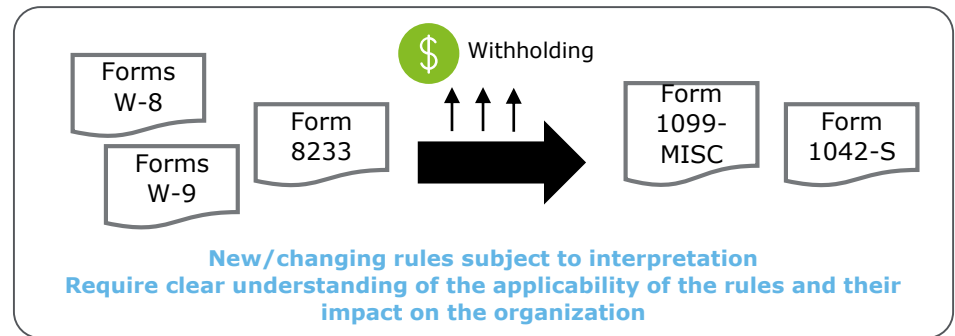 Forms
W-8
Forms
W-9
Form
8233
$
Withholding
Form
1099-
MISC
Form
1042-S
New/changing rules subject to interpretation
Require clear understanding of the applicability of the rules and their
impact on the organization